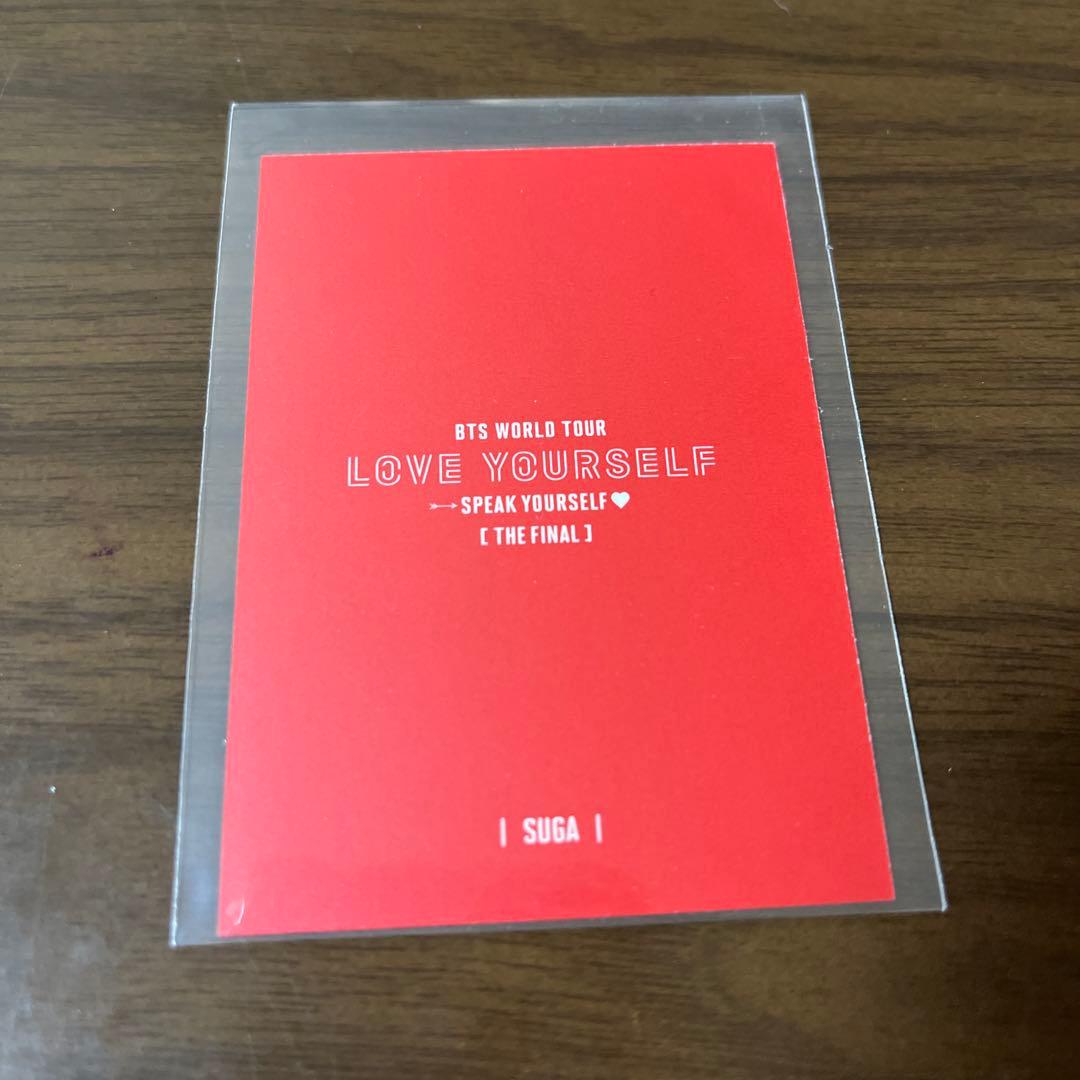 BTS WORLD TOUR
LOVE YOURSELF
SPEAK YOURSELF
[ THE FINAL ]
| SUGA |